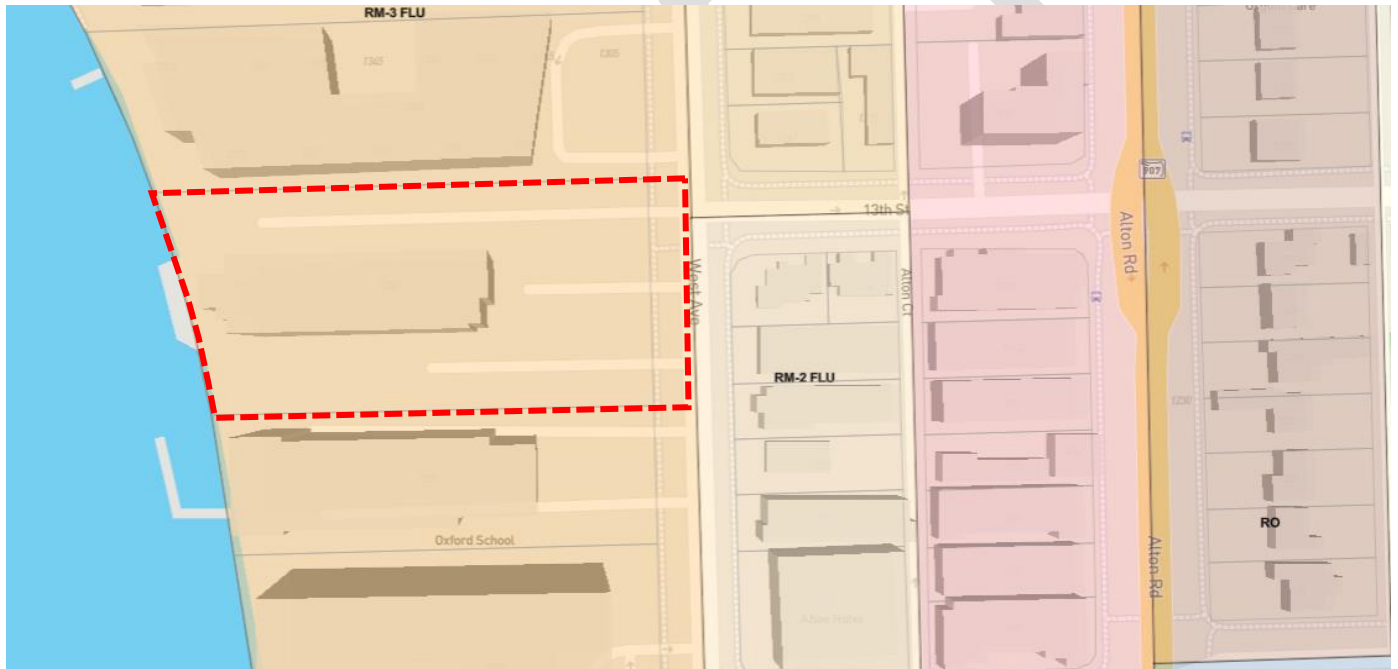 RM-3 FLU
1345
1305
907
13th St
Alton Rd
West Ave
Alton Ct
RM-2 FLU
1230
RO
Oxford School
Alton Rd